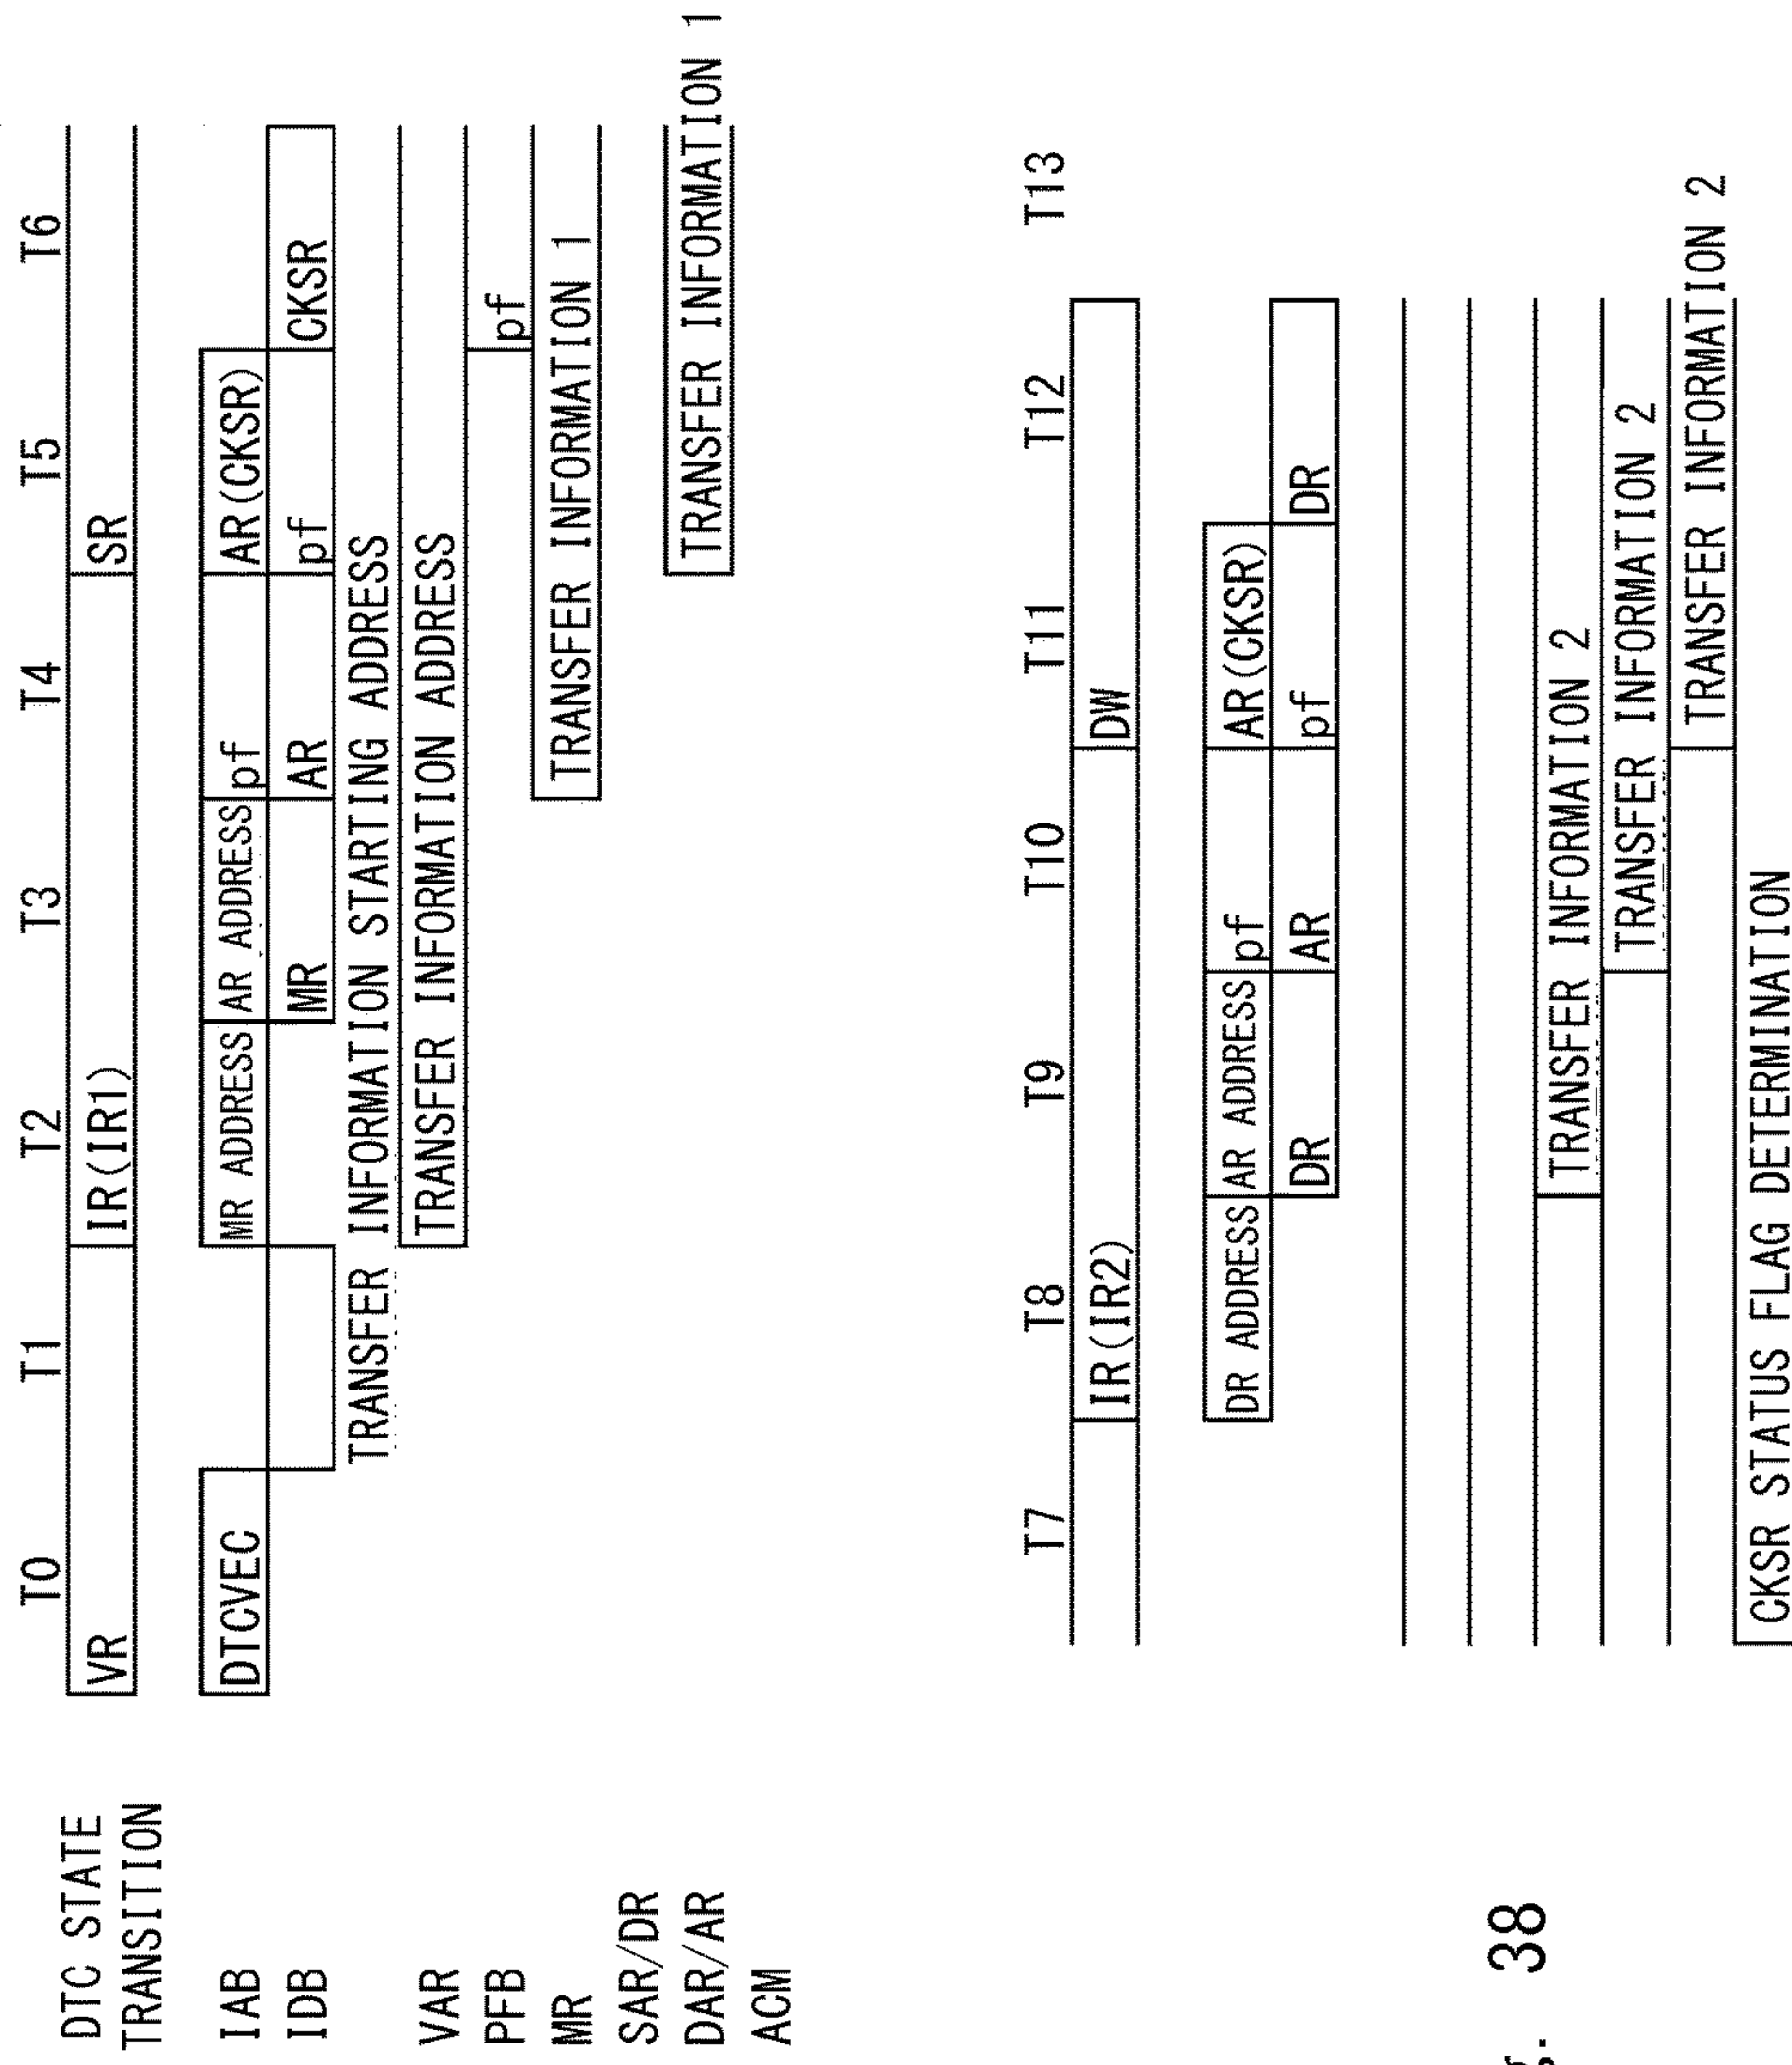 T0 T1 T2 T3 T4 T5 T6
DTC STATE
TRANSITION
VR IR(IR1) SR
IAB
DTCVEC MR ADDRESS AR ADDRESS pf AR(CKSR)
IDB
MR AR pf CKSR
TRANSFER INFORMATION STARTING ADDRESS
VAR
TRANSFER INFORMATION ADDRESS
PFB
pf
MR
TRANSFER INFORMATION 1
SAR/DR
DAR/AR
TRANSFER INFORMATION 1
ACM
T7 T8 T9 T10 T11 T12 T13
IR(IR2) DW
DR ADDRESS AR ADDRESS pf AR(CKSR)
DR AR pf DR
TRANSFER INFORMATION 2
TRANSFER INFORMATION 2
TRANSFER INFORMATION 2
CKSR STATUS FLAG DETERMINATION
38